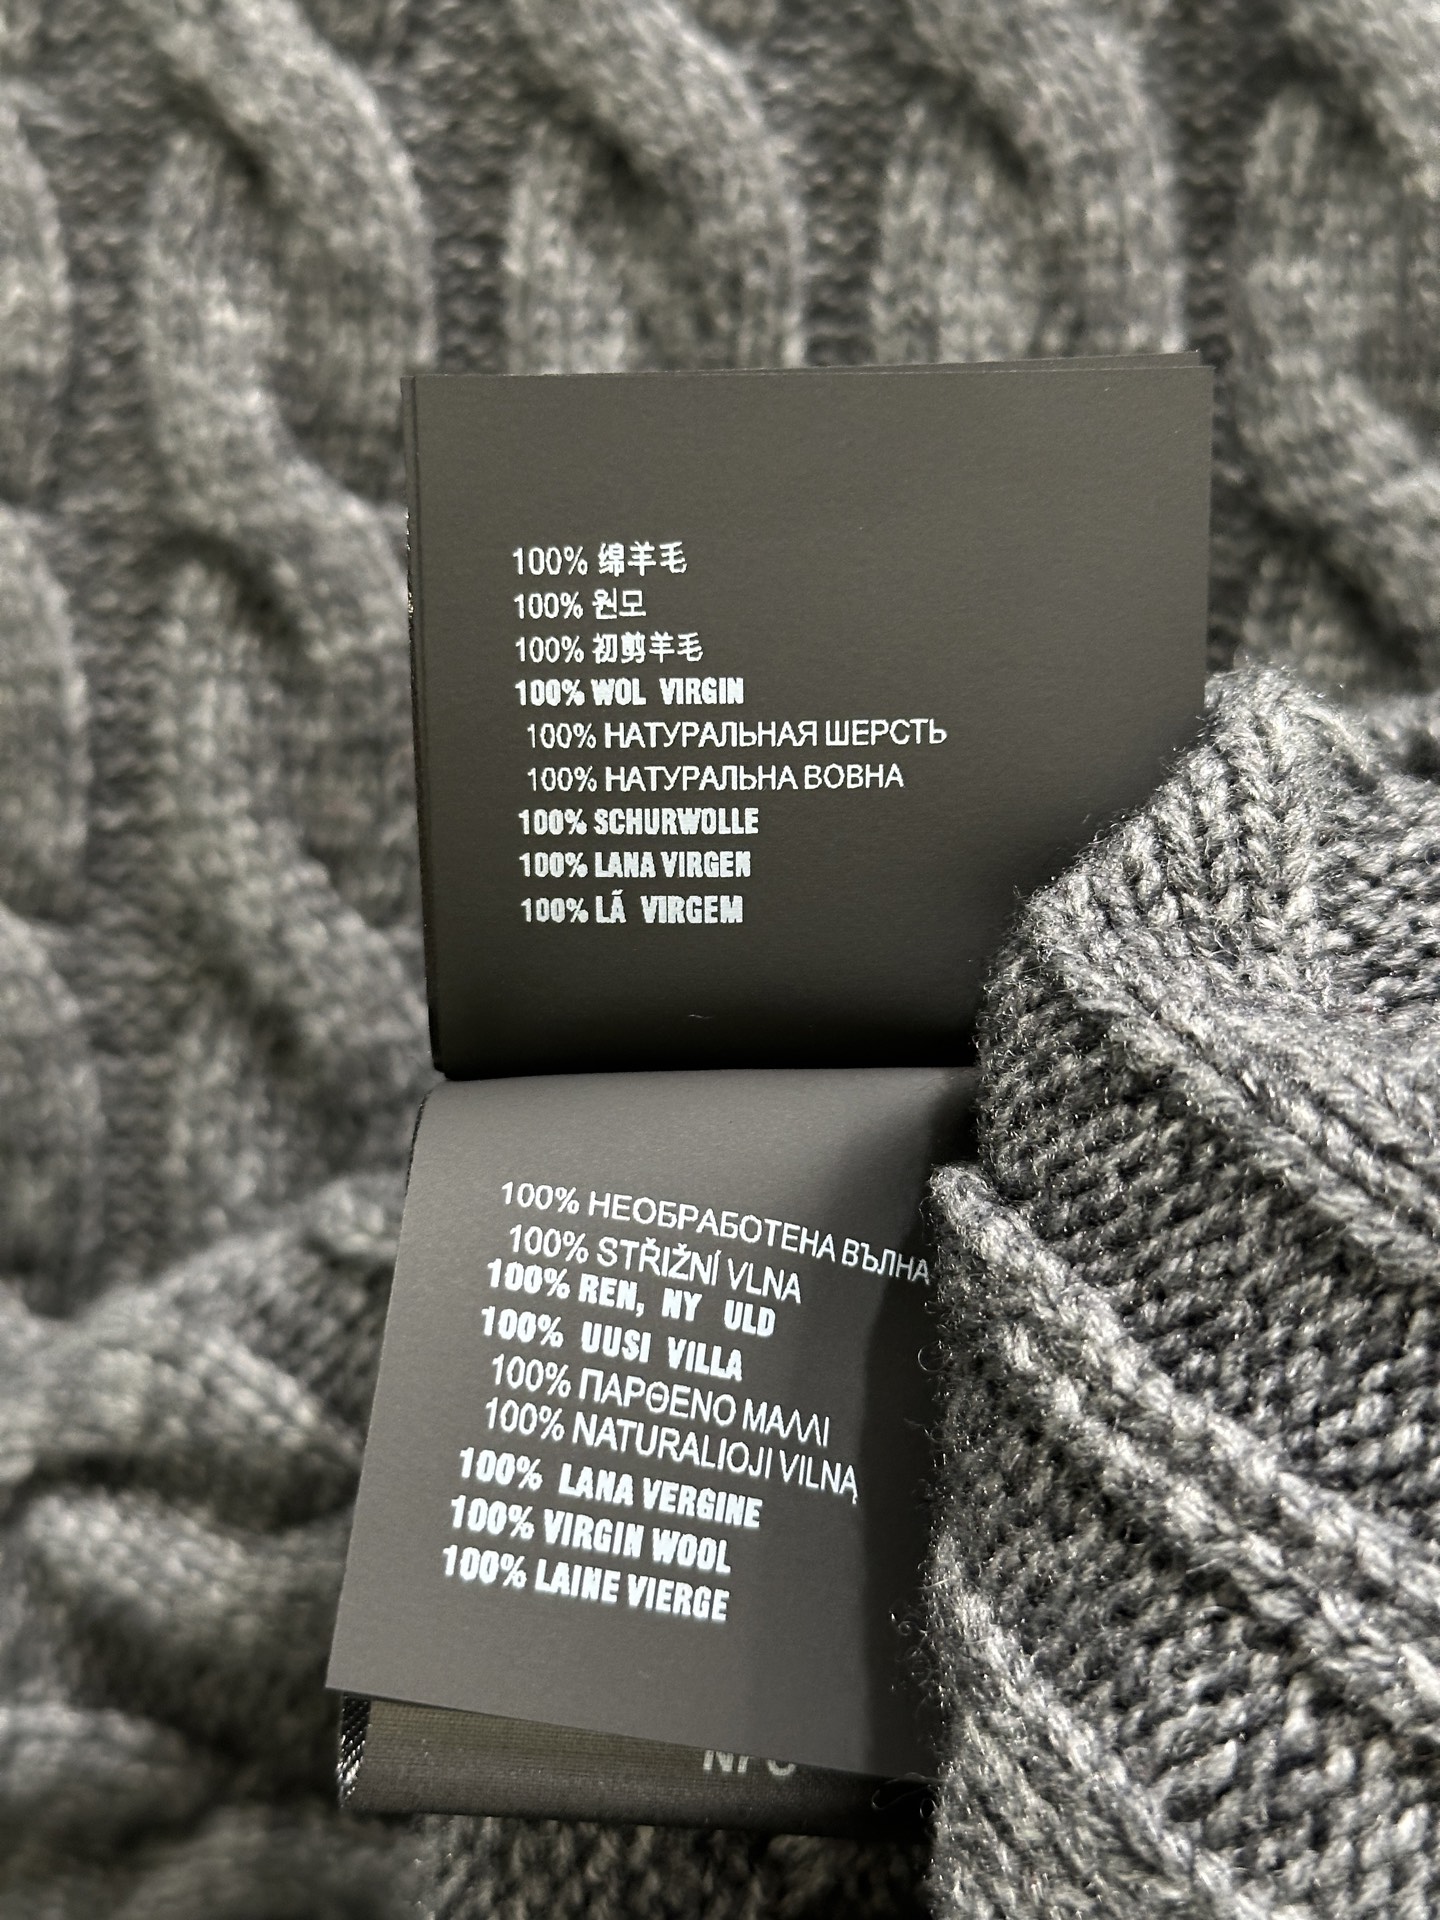 100% 绵羊毛
100% 원모
100% 初剪羊毛
100% WOL VIRGIN
100% НАТУРАЛЬНАЯ ШЕРСТЬ
100% НАТУРАЛЬНА ВОВНА
100% SCHURWOLLE
100% LANA VIRGEN
100% LÃ VIRGEM
100% НЕОБРАБОТЕНА ВЪЛНА
100% STŘIŽNÍ VLNA
100% REN, NY ULD
100% UUSI VILLA
100% ΠΑΡΘΕΝΟ ΜΑΛΛΙ
100% NATURALIOJI VILNĄ
100% LANA VERGINE
100% VIRGIN WOOL
100% LAINE VIERGE